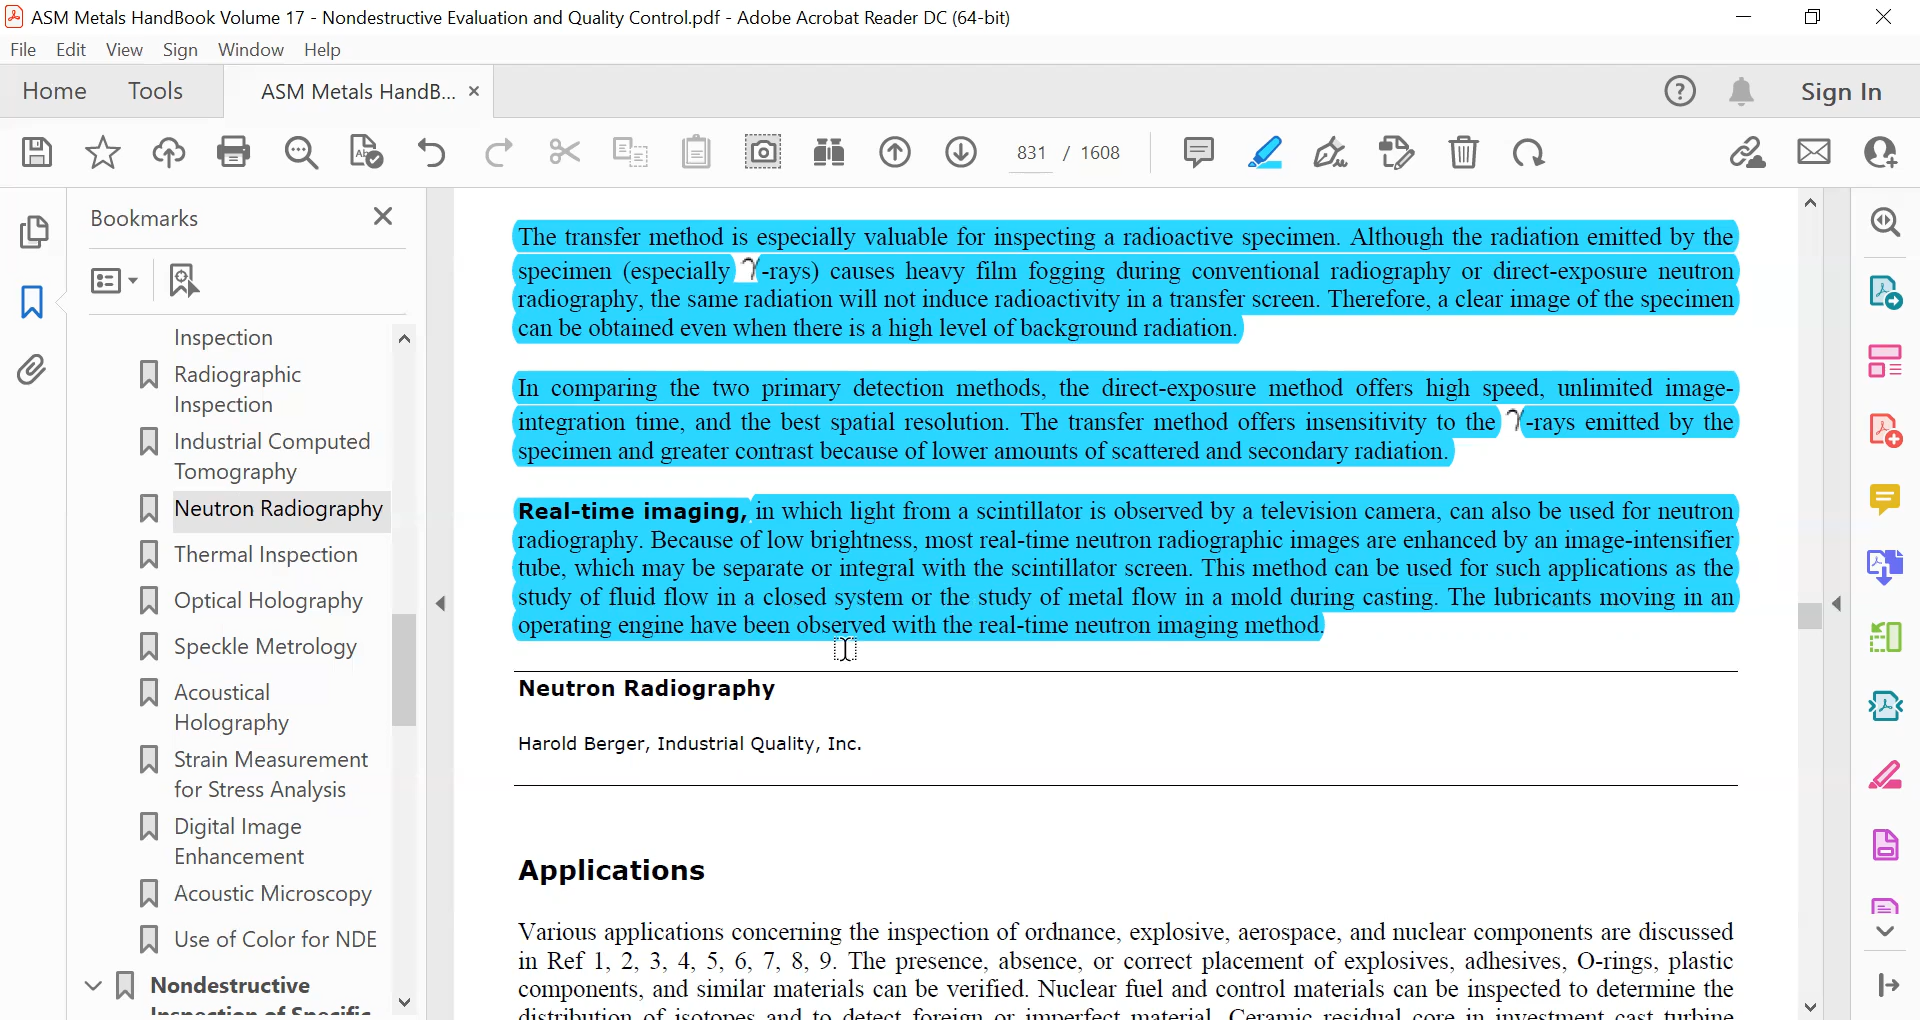 ASM Metals HandBook Volume 17 - Nondestructive Evaluation and Quality Control.pdf - Adobe Acrobat Reader DC (64-bit)
File Edit View Sign Window Help
Home Tools ASM Metals HandB... Sign In
831 / 1608
Bookmarks
Inspection
Radiographic
Inspection
Industrial Computed
Tomography
Neutron Radiography
Thermal Inspection
Optical Holography
Speckle Metrology
Acoustical
Holography
Strain Measurement
for Stress Analysis
Digital Image
Enhancement
Acoustic Microscopy
Use of Color for NDE
Nondestructive
Inspection of Specific
The transfer method is especially valuable for inspecting a radioactive specimen. Although the radiation emitted by the
specimen (especially γ-rays) causes heavy film fogging during conventional radiography or direct-exposure neutron
radiography, the same radiation will not induce radioactivity in a transfer screen. Therefore, a clear image of the specimen
can be obtained even when there is a high level of background radiation.
In comparing the two primary detection methods, the direct-exposure method offers high speed, unlimited image-
integration time, and the best spatial resolution. The transfer method offers insensitivity to the γ-rays emitted by the
specimen and greater contrast because of lower amounts of scattered and secondary radiation.
Real-time imaging, in which light from a scintillator is observed by a television camera, can also be used for neutron
radiography. Because of low brightness, most real-time neutron radiographic images are enhanced by an image-intensifier
tube, which may be separate or integral with the scintillator screen. This method can be used for such applications as the
study of fluid flow in a closed system or the study of metal flow in a mold during casting. The lubricants moving in an
operating engine have been observed with the real-time neutron imaging method.
Neutron Radiography
Harold Berger, Industrial Quality, Inc.
Applications
Various applications concerning the inspection of ordnance, explosive, aerospace, and nuclear components are discussed
in Ref 1, 2, 3, 4, 5, 6, 7, 8, 9. The presence, absence, or correct placement of explosives, adhesives, O-rings, plastic
components, and similar materials can be verified. Nuclear fuel and control materials can be inspected to determine the
distribution of isotopes and to detect foreign or imperfect material. Ceramic residual core in investment cast turbine